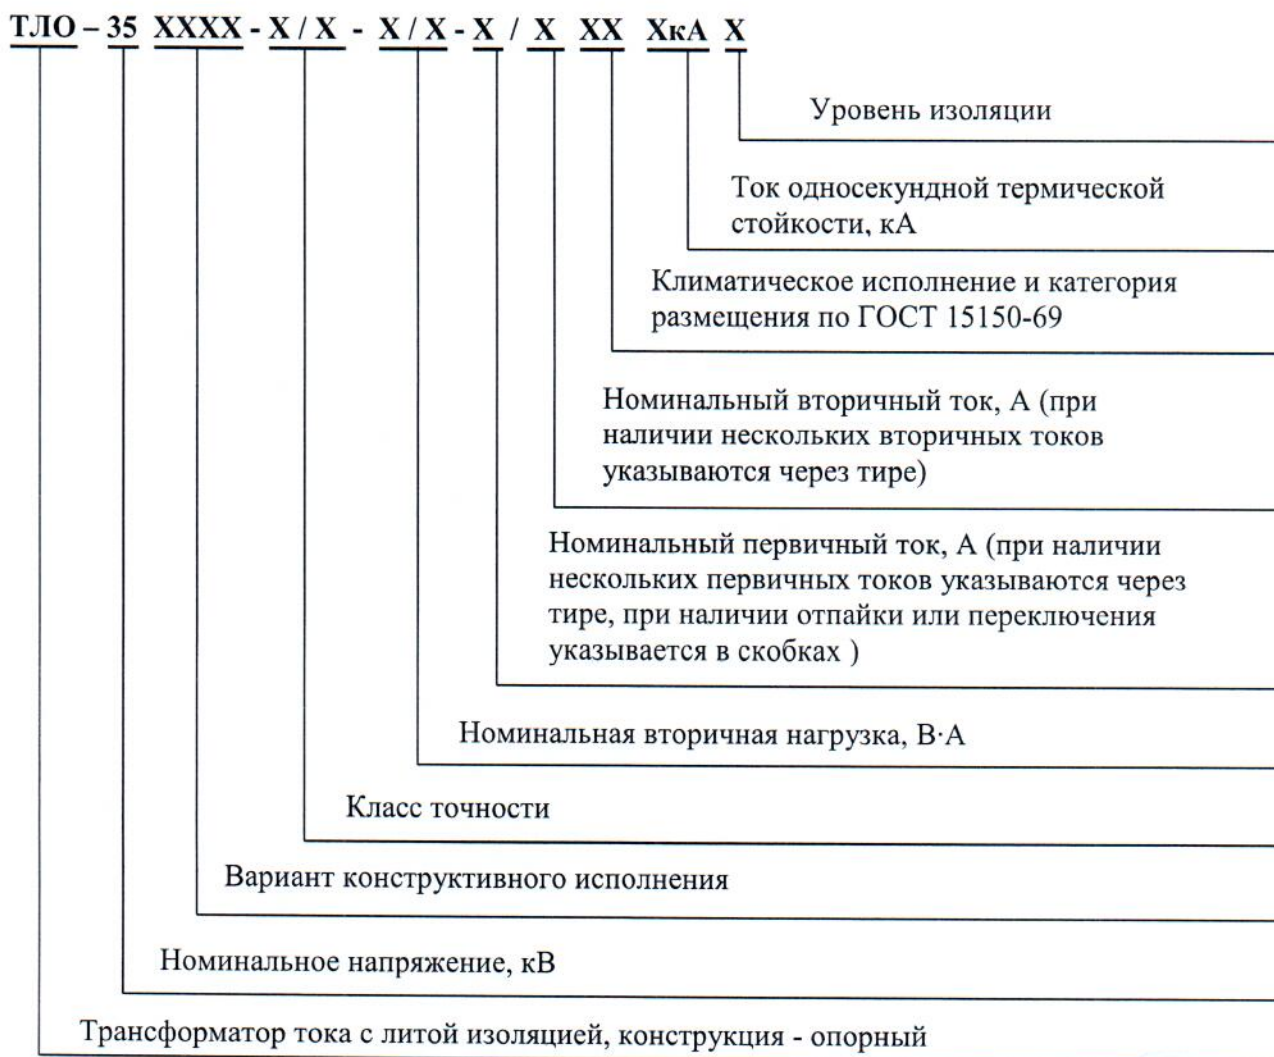 ТЛО – 35 ХХХХ - Х / Х - Х / Х - Х / Х ХХ ХкА Х
Уровень изоляции
Ток односекундной термической
стойкости, кА
Климатическое исполнение и категория
размещения по ГОСТ 15150-69
Номинальный вторичный ток, А (при
наличии нескольких вторичных токов
указываются через тире)
Номинальный первичный ток, А (при наличии
нескольких первичных токов указываются через
тире, при наличии отпайки или переключения
указывается в скобках )
Номинальная вторичная нагрузка, В·А
Класс точности
Вариант конструктивного исполнения
Номинальное напряжение, кВ
Трансформатор тока с литой изоляцией, конструкция - опорный